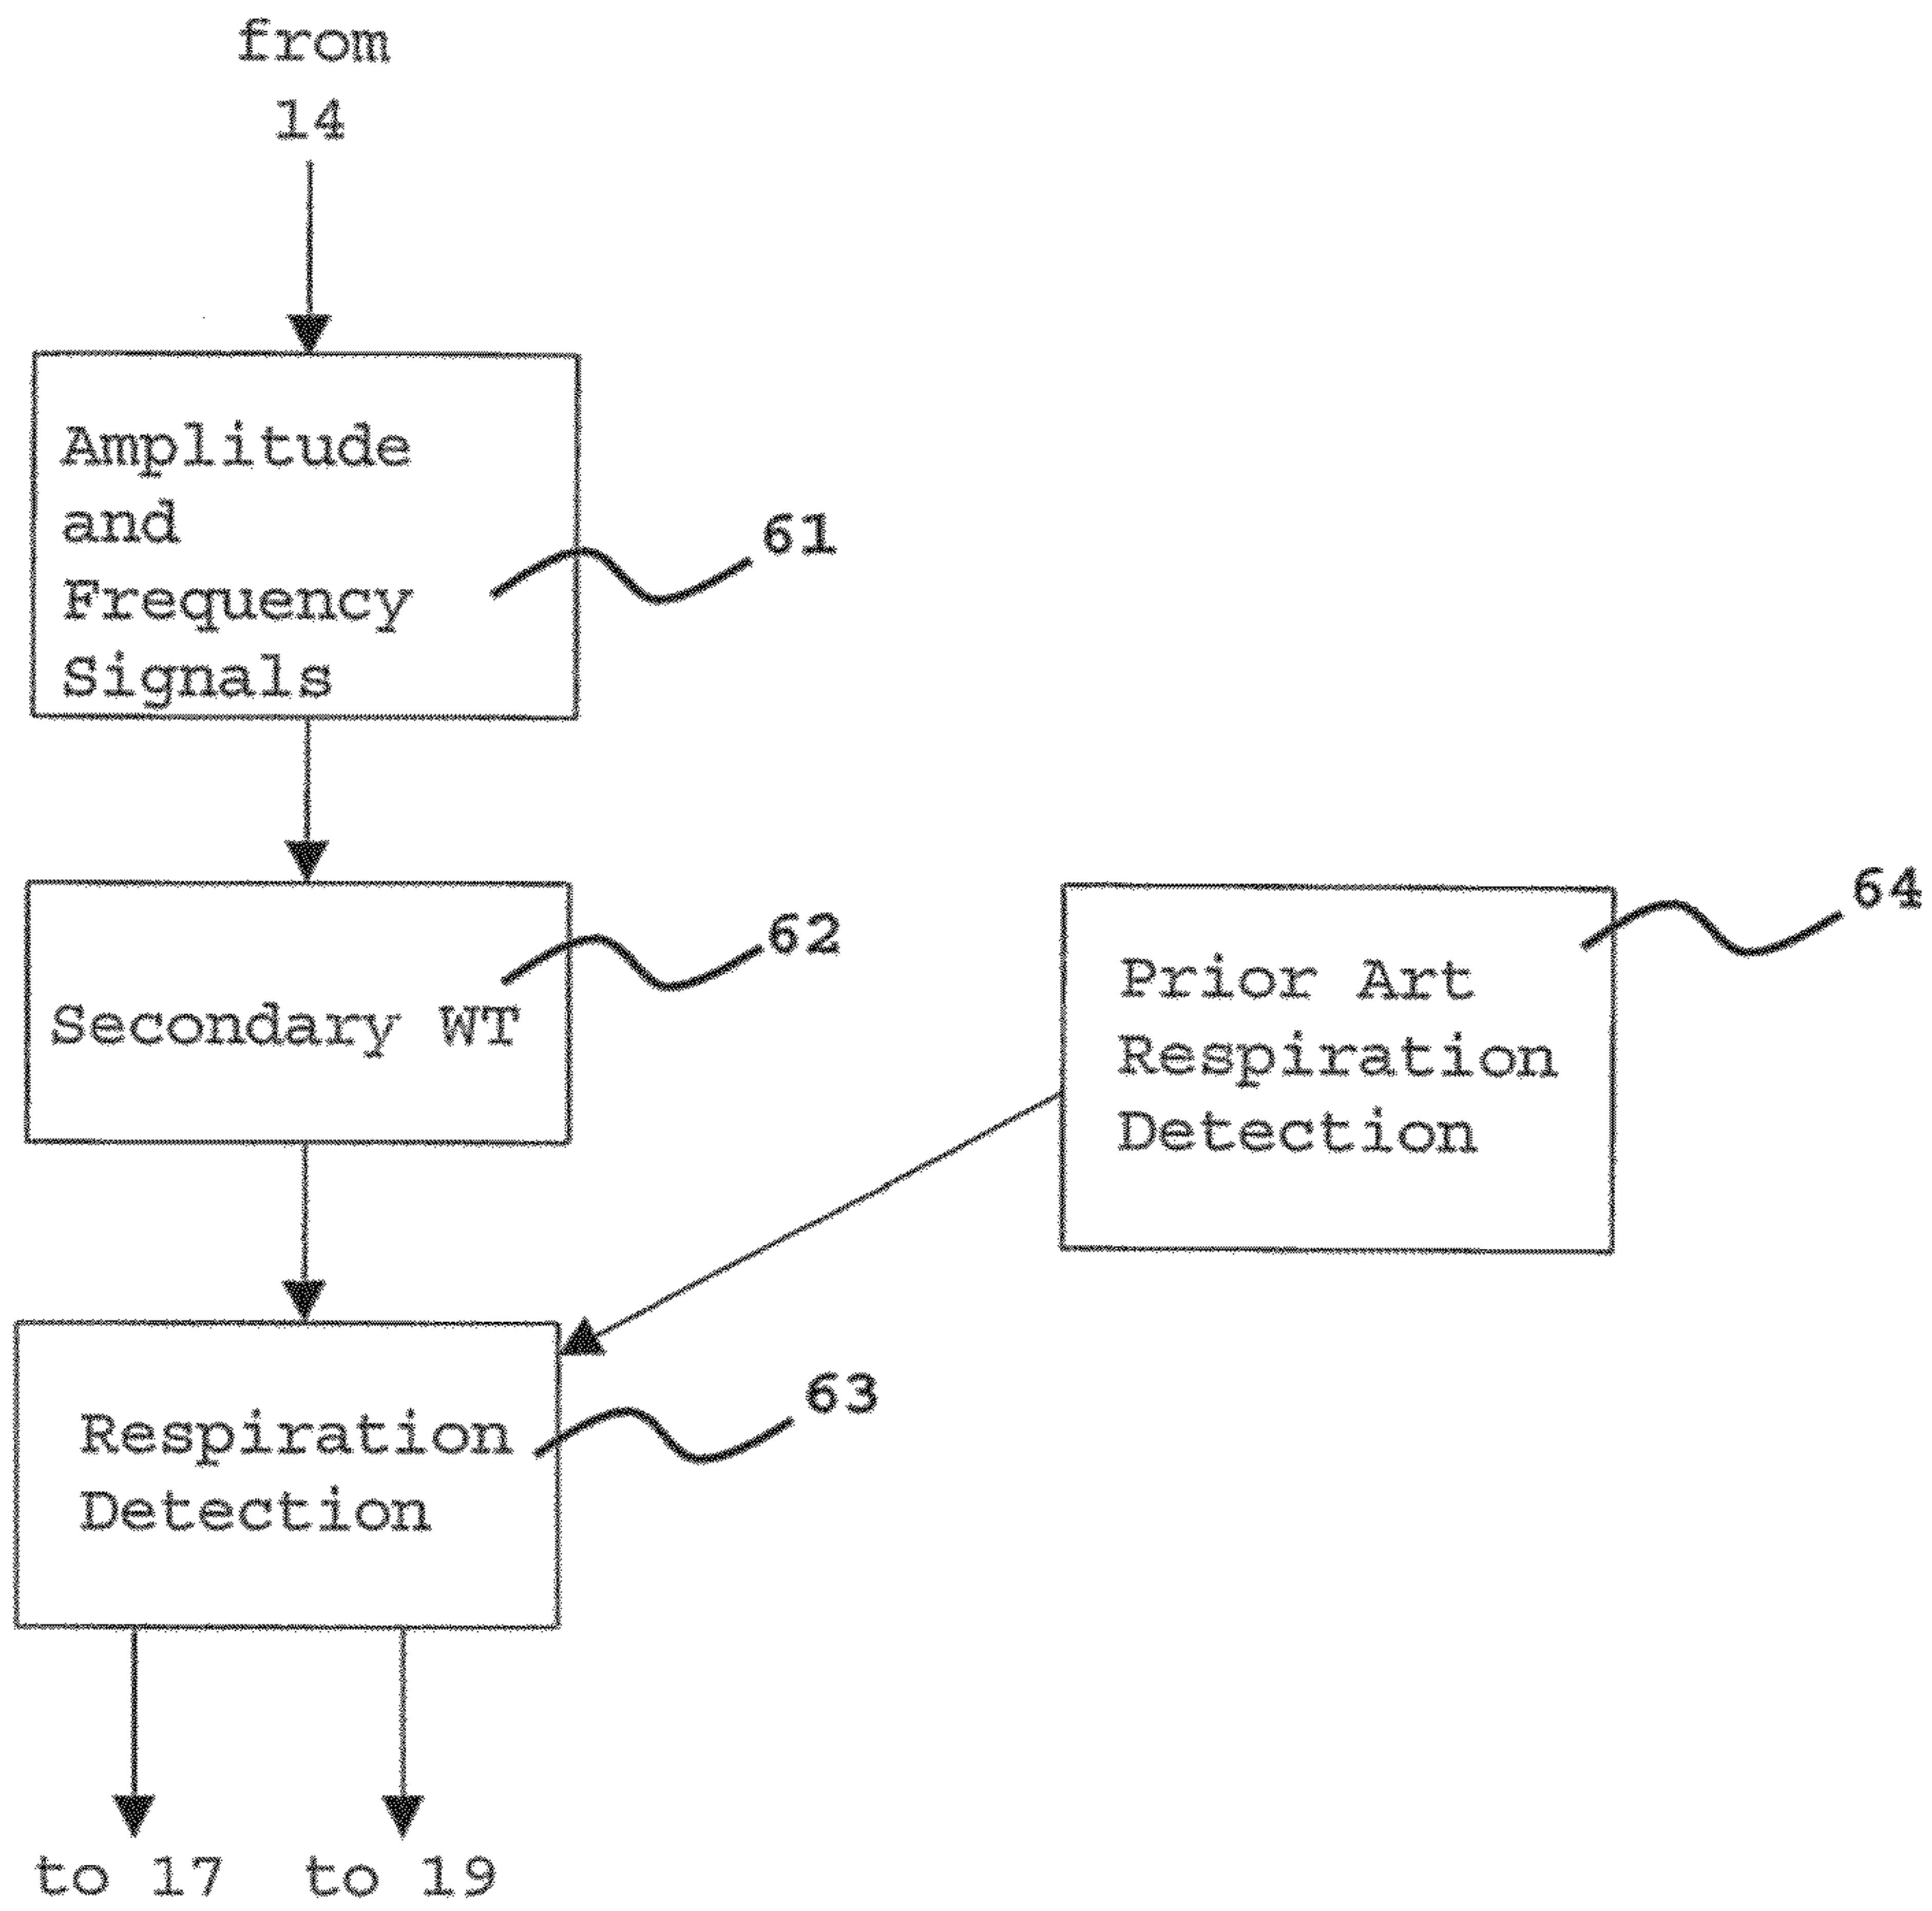 from
14
Amplitude
and
Frequency
Signals
61
Secondary WT
62
Prior Art
Respiration
Detection
64
Respiration
Detection
63
to 17
to 19